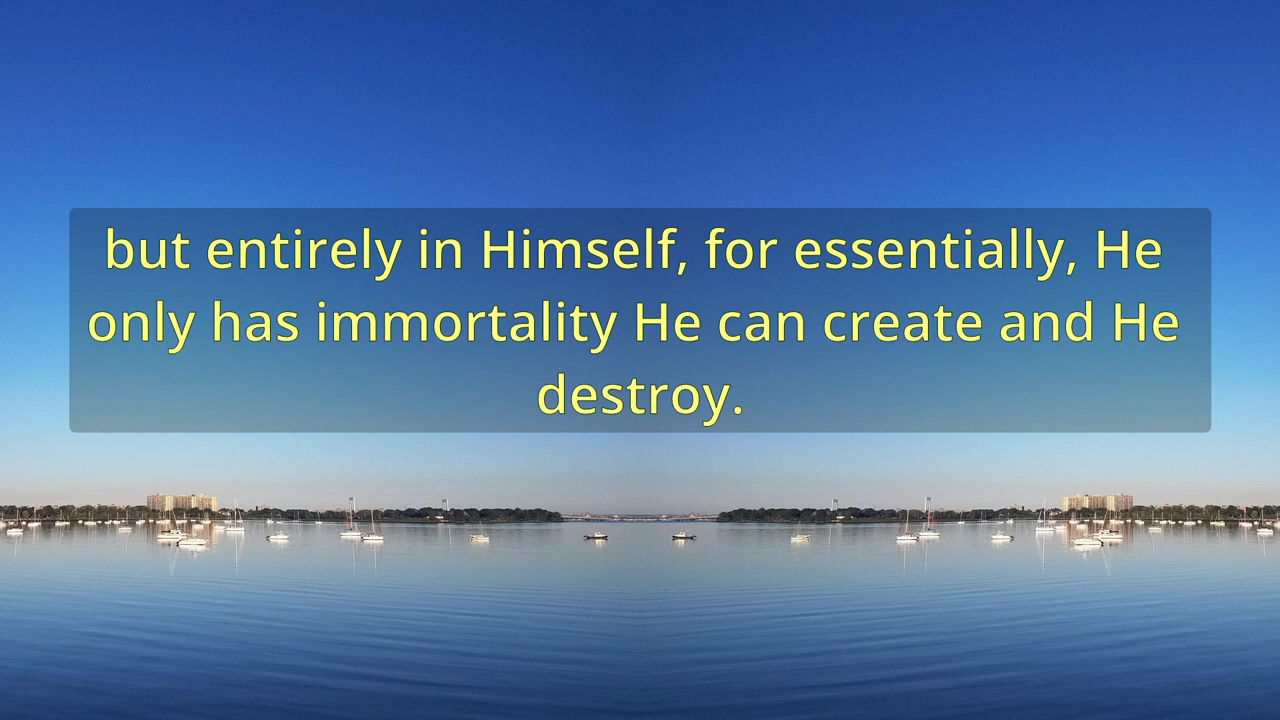 but entirely in Himself, for essentially, He
only has immortality He can create and He
destroy.